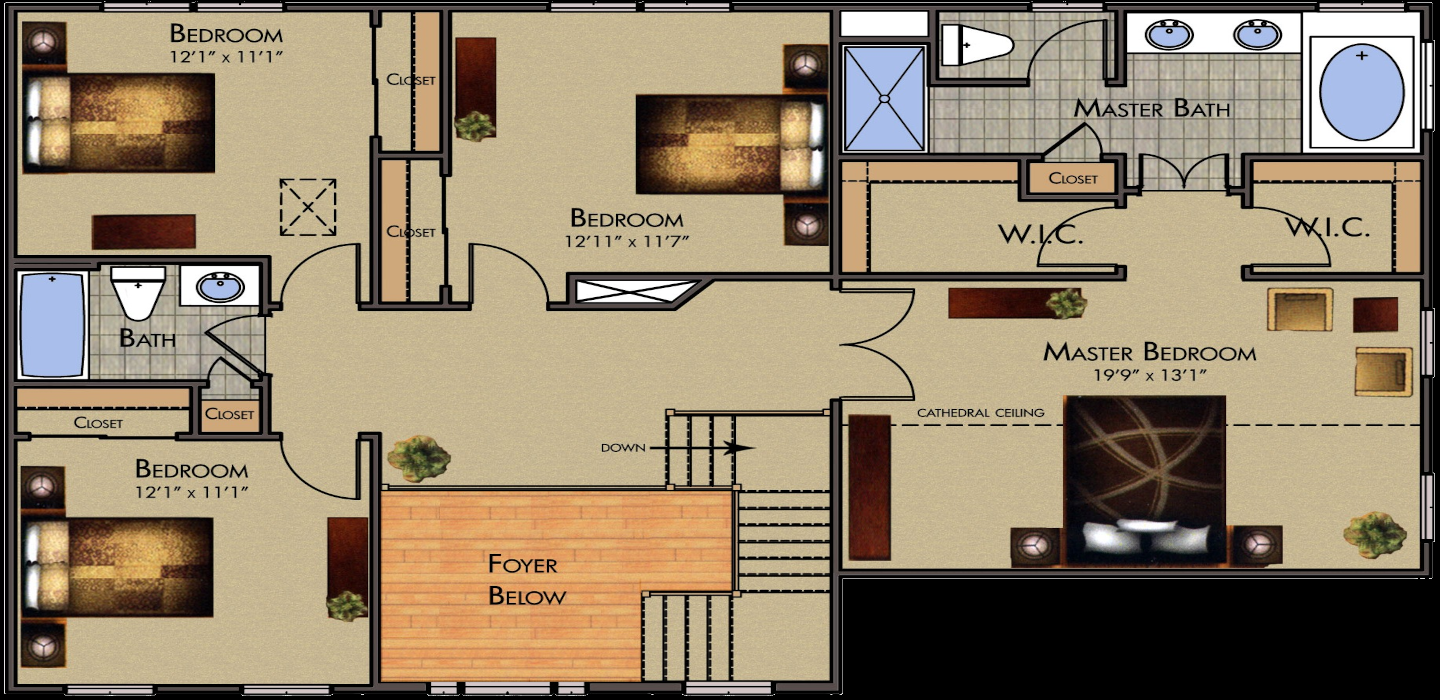 BEDROOM
12'1" x 11'1"
CLOSET
CLOSET
BEDROOM
12'11" x 11'7"
MASTER BATH
CLOSET
W.I.C.
W.I.C.
BATH
CLOSET
CLOSET
MASTER BEDROOM
19'9" x 13'1"
CATHEDRAL CEILING
DOWN
BEDROOM
12'1" x 11'1"
FOYER
BELOW